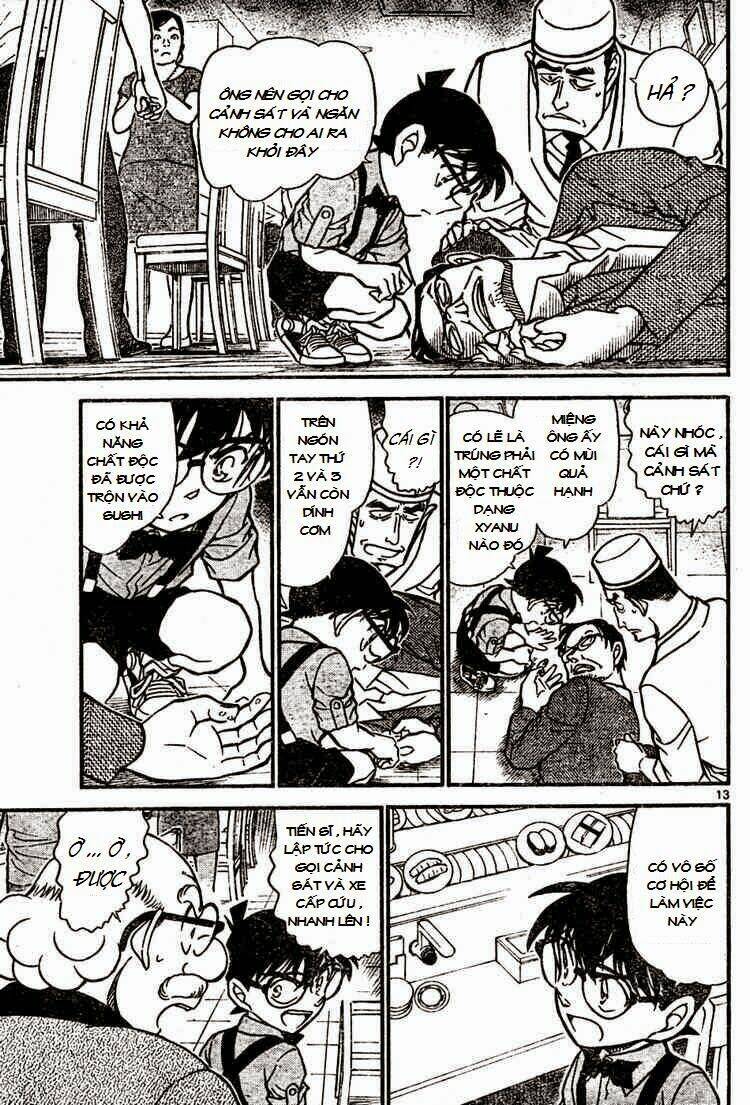 HẢ ?
ÔNG NÊN GỌI CHO
CẢNH SÁT VÀ NGĂN
KHÔNG CHO AI RA
KHỎI ĐÂY
NÀY NHÓC ,
CÁI GÌ MÀ
CẢNH SÁT
CHỨ ?
MIỆNG
ÔNG ẤY
CÓ MÙI
QUẢ
HẠNH
CÓ LẼ LÀ
TRÚNG PHẢI
MỘT CHẤT
ĐỘC THUỘC
DẠNG
XYANU
NÀO ĐÓ
CÁI GÌ
?!
TRÊN
NGÓN
TAY THỨ
2 VÀ 3
VẪN CÒN
DÍNH
CƠM
CÓ KHẢ
NĂNG
CHẤT ĐỘC
ĐÃ ĐƯỢC
TRỘN VÀO
SUSHI
13
CÓ VÔ SỐ
CƠ HỘI ĐỂ
LÀM VIỆC
NÀY
TIẾN SĨ , HÃY
LẬP TỨC CHO
GỌI CẢNH
SÁT VÀ XE
CẤP CỨU ,
NHANH LÊN !
Ờ ... Ờ ,
ĐƯỢC